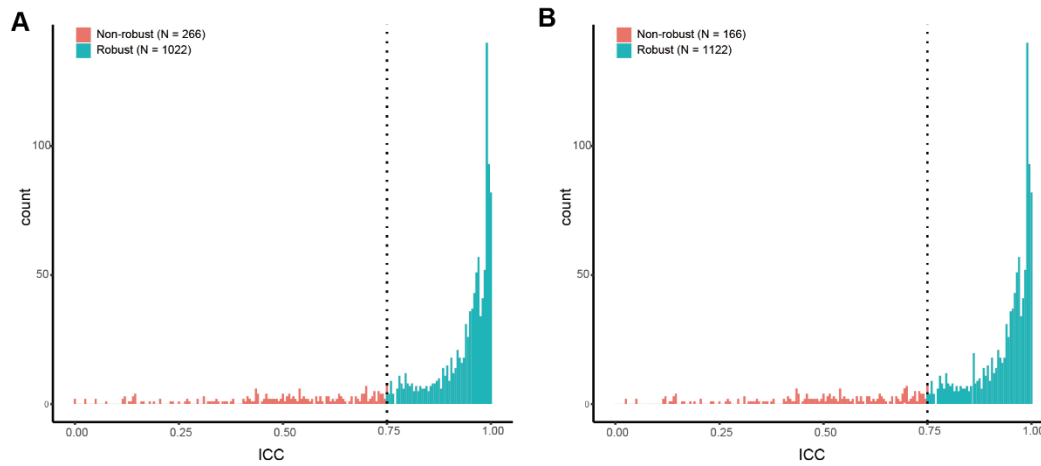 A
Non-robust (N = 266)
Robust (N = 1022)
100
50
0
count
0.00 0.25 0.50 0.75 1.00
ICC
B
Non-robust (N = 166)
Robust (N = 1122)
100
50
0
count
0.00 0.25 0.50 0.75 1.00
ICC